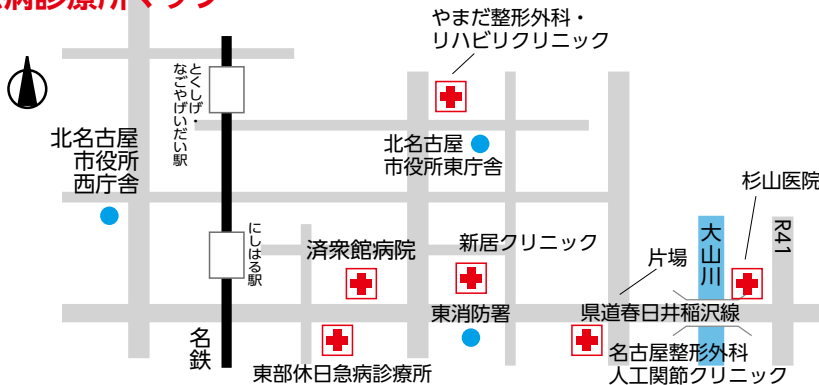 病診療所マップ
やまだ整形外科・
リハビリクリニック
とくしげ・
なごやげいだい駅
北名古屋
市役所
西庁舎
北名古屋
市役所東庁舎
杉山医院
にしはる駅
済衆館病院
新居クリニック
片場
大山川
R41
東消防署
県道春日井稲沢線
名鉄
東部休日急病診療所
名古屋整形外科
人工関節クリニック